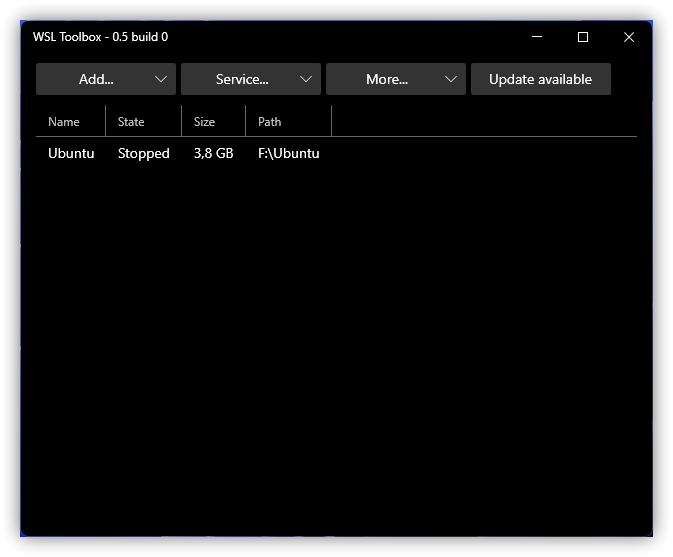 WSL Toolbox - 0.5 build 0
Add... Service... More... Update available
Name State Size Path
Ubuntu Stopped 3,8 GB F:\Ubuntu